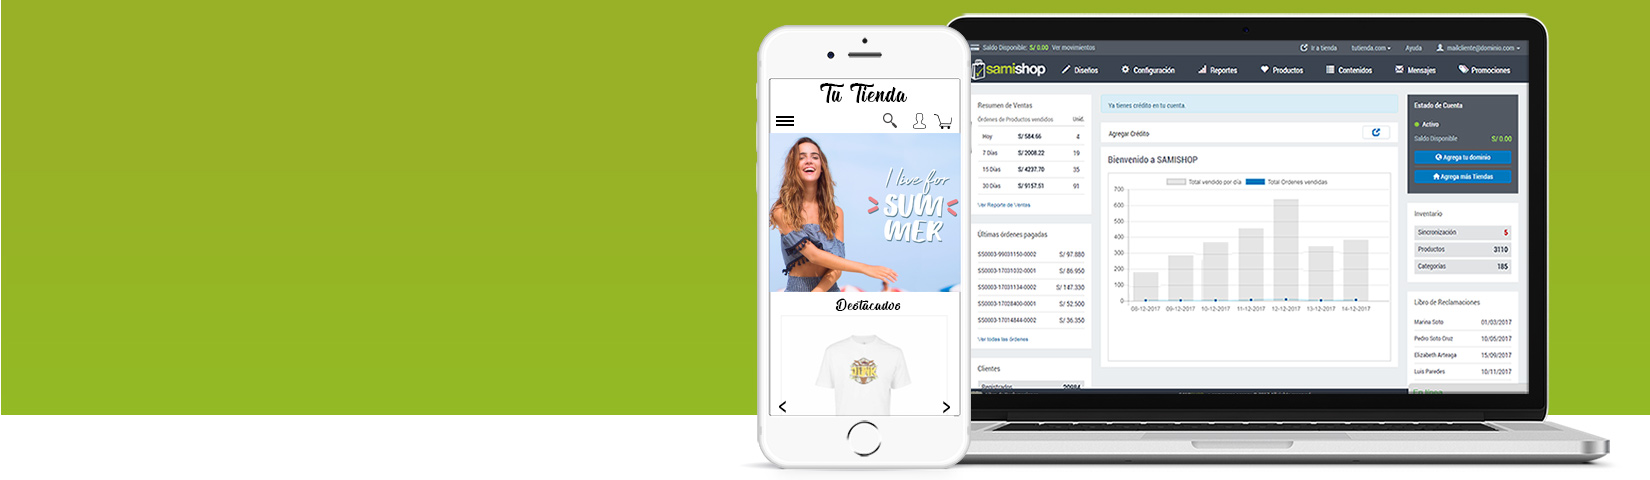 Tu Tienda
I live for
SUM
MER
Destacados
Saldo Disponible: S/ 0.00 Ver movimientos
Ir a tienda
tutienda.com
Ayuda
mailcliente@dominio.com
samishop
Diseños
Configuración
Reportes
Productos
Contenidos
Mensajes
Promociones
Resumen de Ventas
Órdenes de Productos vendidos Unid.
Hoy S/ 584.66 4
7 Días S/ 2008.22 19
15 Días S/ 4237.70 35
30 Días S/ 9157.51 91
Ver Reporte de Ventas
Últimas órdenes pagadas
SS0003-99031150-0002 S/ 97.880
SS0003-17031032-0001 S/ 86.950
SS0003-17031134-0002 S/ 147.330
SS0003-17028400-0001 S/ 52.500
SS0003-17014844-0002 S/ 36.350
Ver todas las órdenes
Clientes
Registrados 20984
Ya tienes crédito en tu cuenta.
Agregar Crédito
Bienvenido a SAMISHOP
Total vendido por día Total Ordenes vendidas
700
600
500
400
300
200
100
0
08-12-2017 09-12-2017 10-12-2017 11-12-2017 12-12-2017 13-12-2017 14-12-2017
Estado de Cuenta
Activo
Saldo Disponible S/ 0.00
Agrega tu dominio
Agrega más Tiendas
Inventario
Sincronización 5
Productos 3110
Categorías 185
Libro de Reclamaciones
Marina Soto 01/03/2017
Pedro Soto Cruz 10/05/2017
Elizabeth Arteaga 15/09/2017
Luis Paredes 10/11/2017